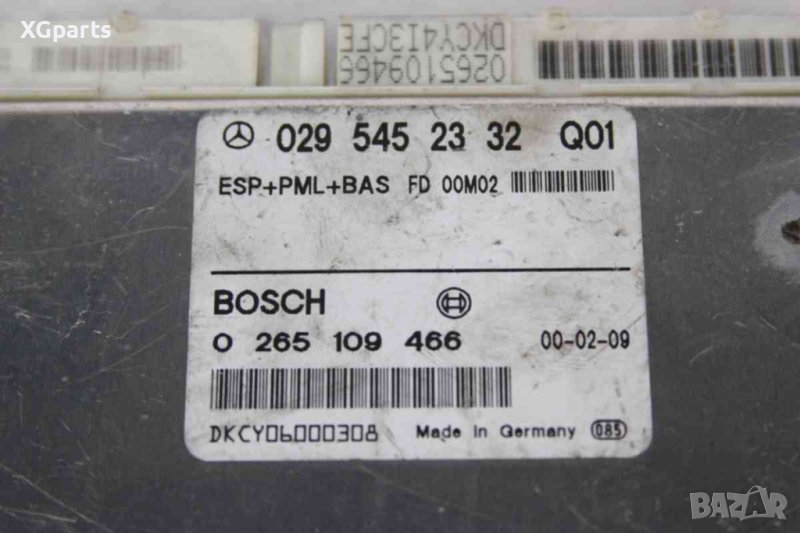 XGparts
0265109466
DKCY4I3CFE
029 545 23 32 Q01
ESP+PML+BAS FD 00M02
BOSCH
0 265 109 466 00-02-09
DKCY06000308 Made in Germany 085
BAZAR